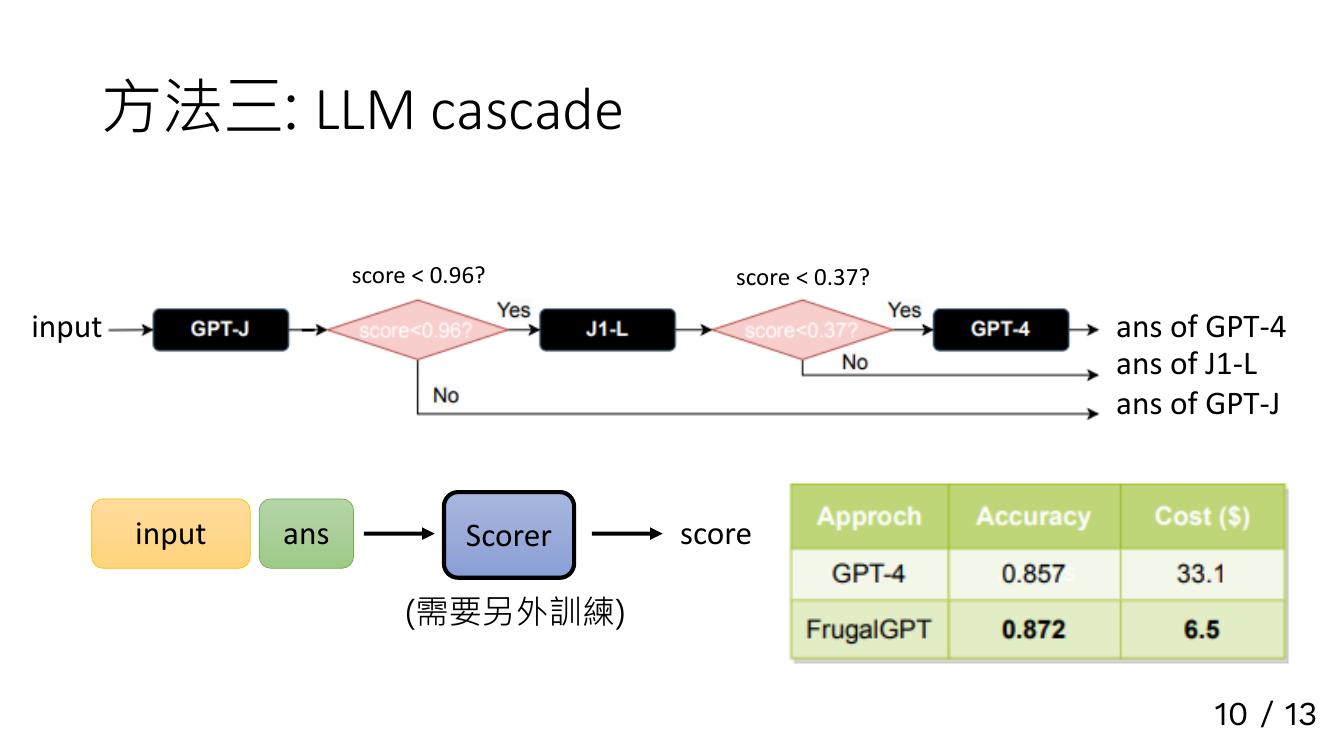 方法三: LLM cascade
score < 0.96?
score < 0.37?
input
GPT-J
score<0.96?
Yes
J1-L
score<0.37?
Yes
GPT-4
ans of GPT-4
No
ans of J1-L
No
ans of GPT-J
input
ans
Scorer
score
(需要另外訓練)
Approch Accuracy Cost ($)
GPT-4 0.857 33.1
FrugalGPT 0.872 6.5
10 / 13